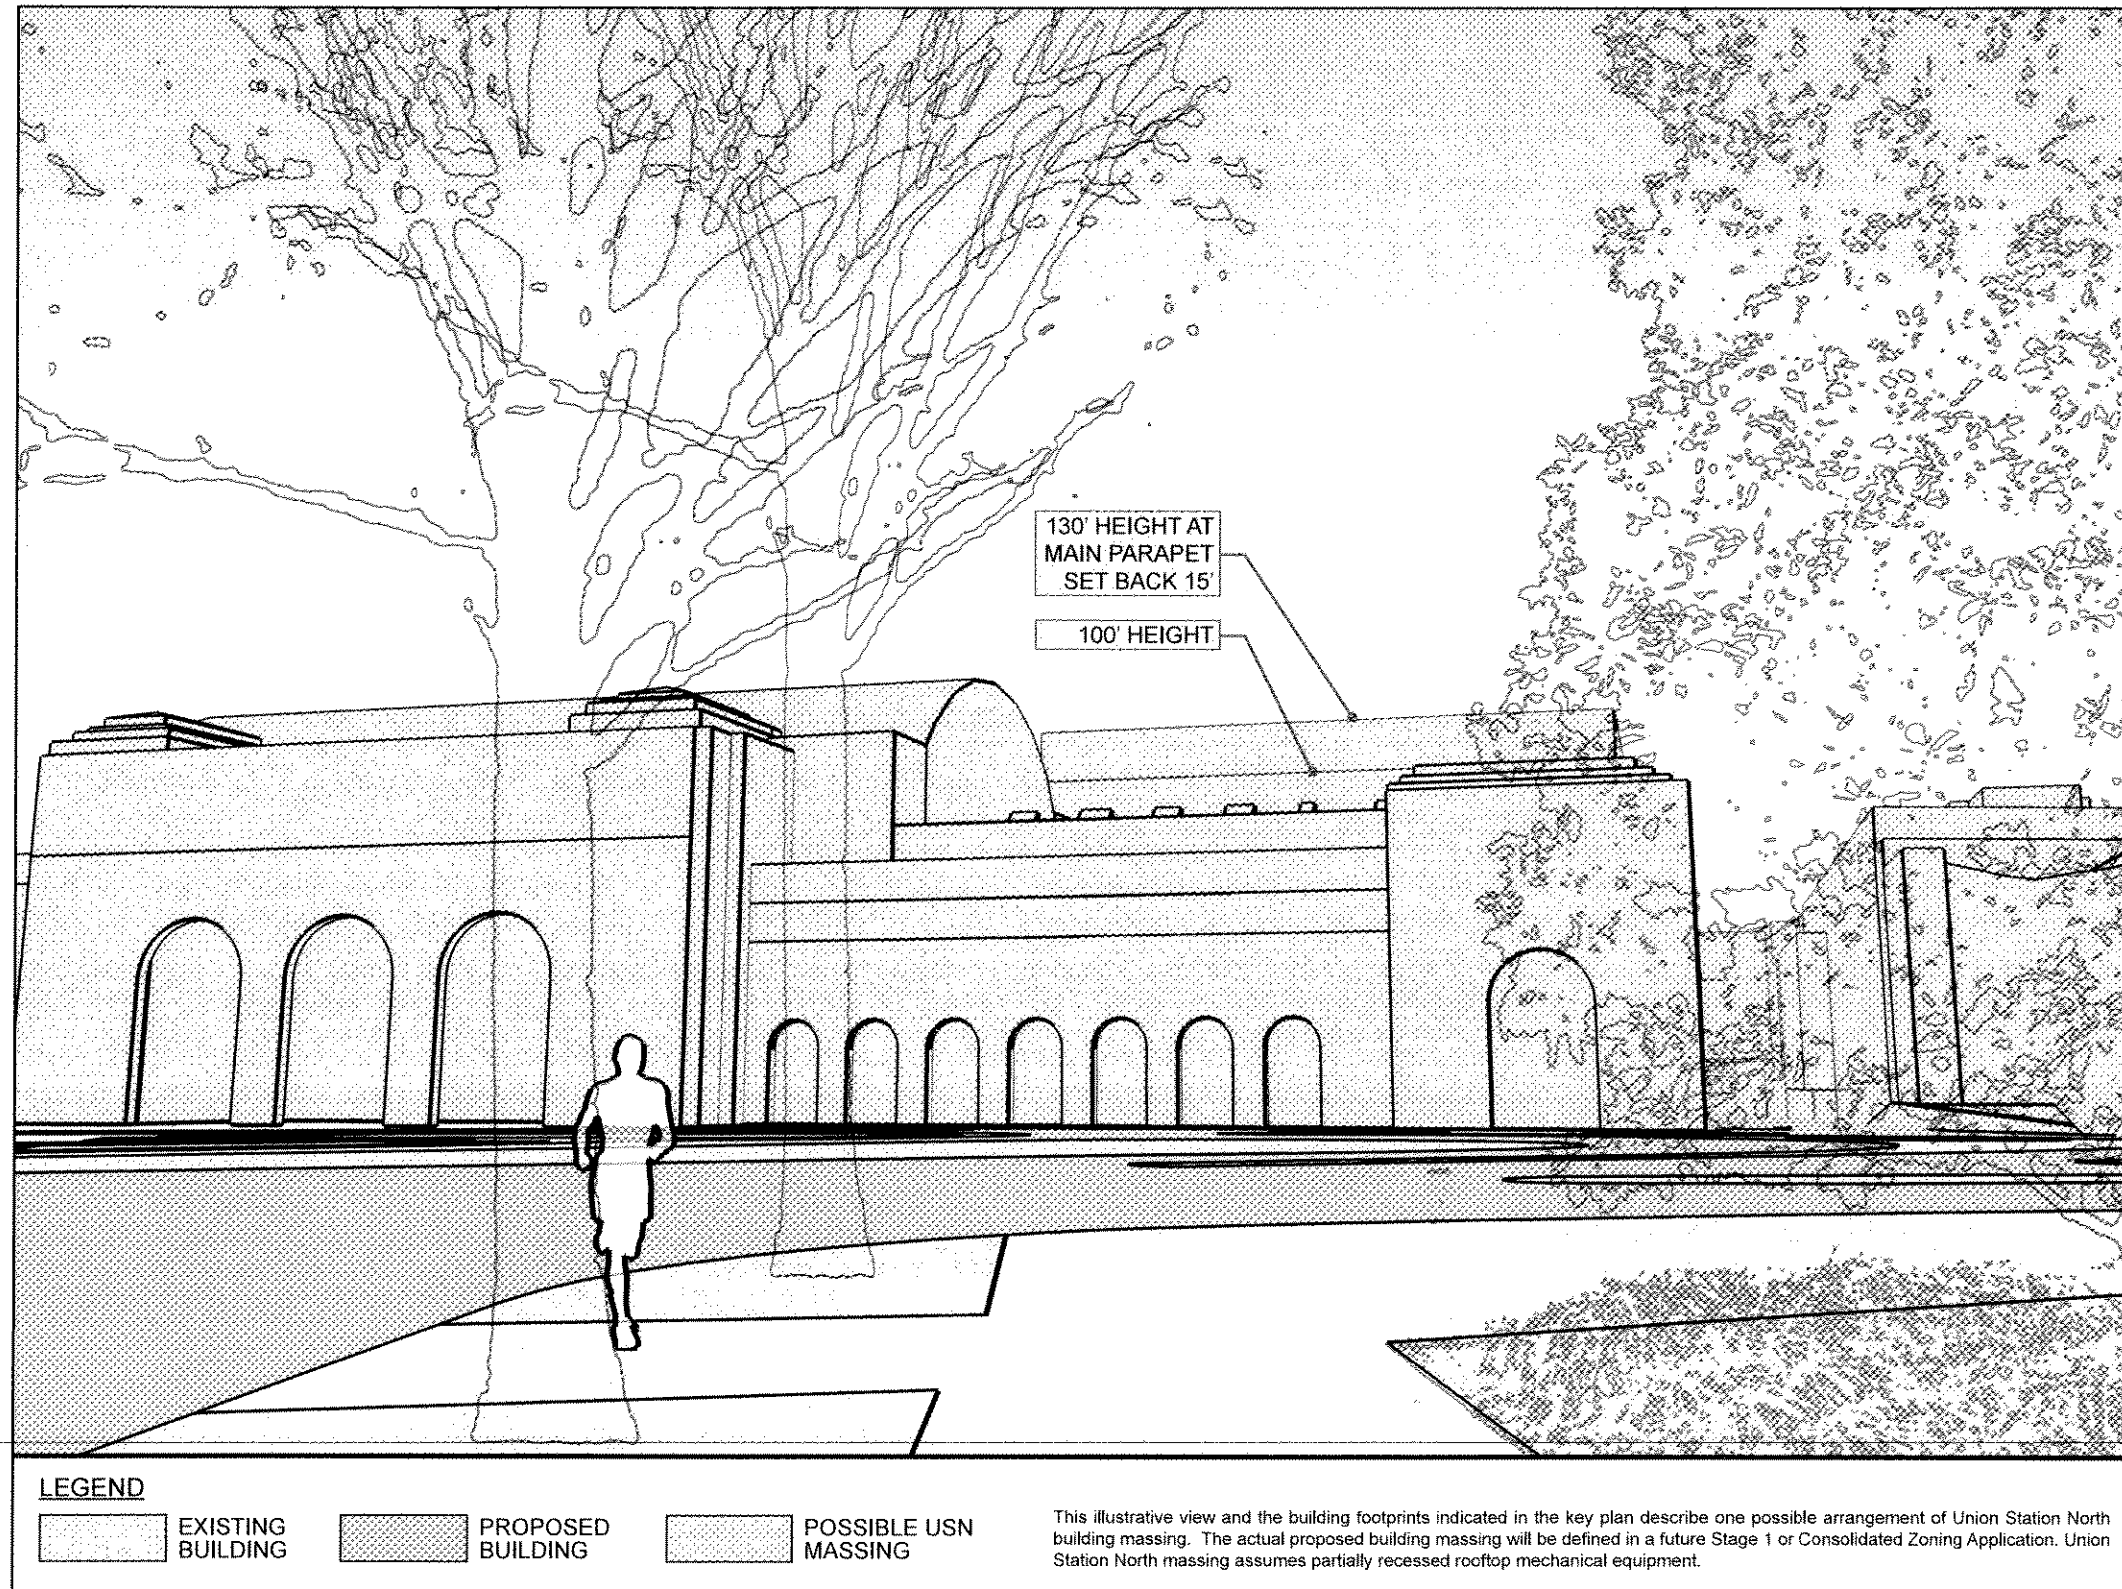 130' HEIGHT AT
MAIN PARAPET
SET BACK 15'
100' HEIGHT
LEGEND
EXISTING
BUILDING
PROPOSED
BUILDING
POSSIBLE USN
MASSING
This illustrative view and the building footprints indicated in the key plan describe one possible arrangement of Union Station North
building massing. The actual proposed building massing will be defined in a future Stage 1 or Consolidated Zoning Application. Union
Station North massing assumes partially recessed rooftop mechanical equipment.